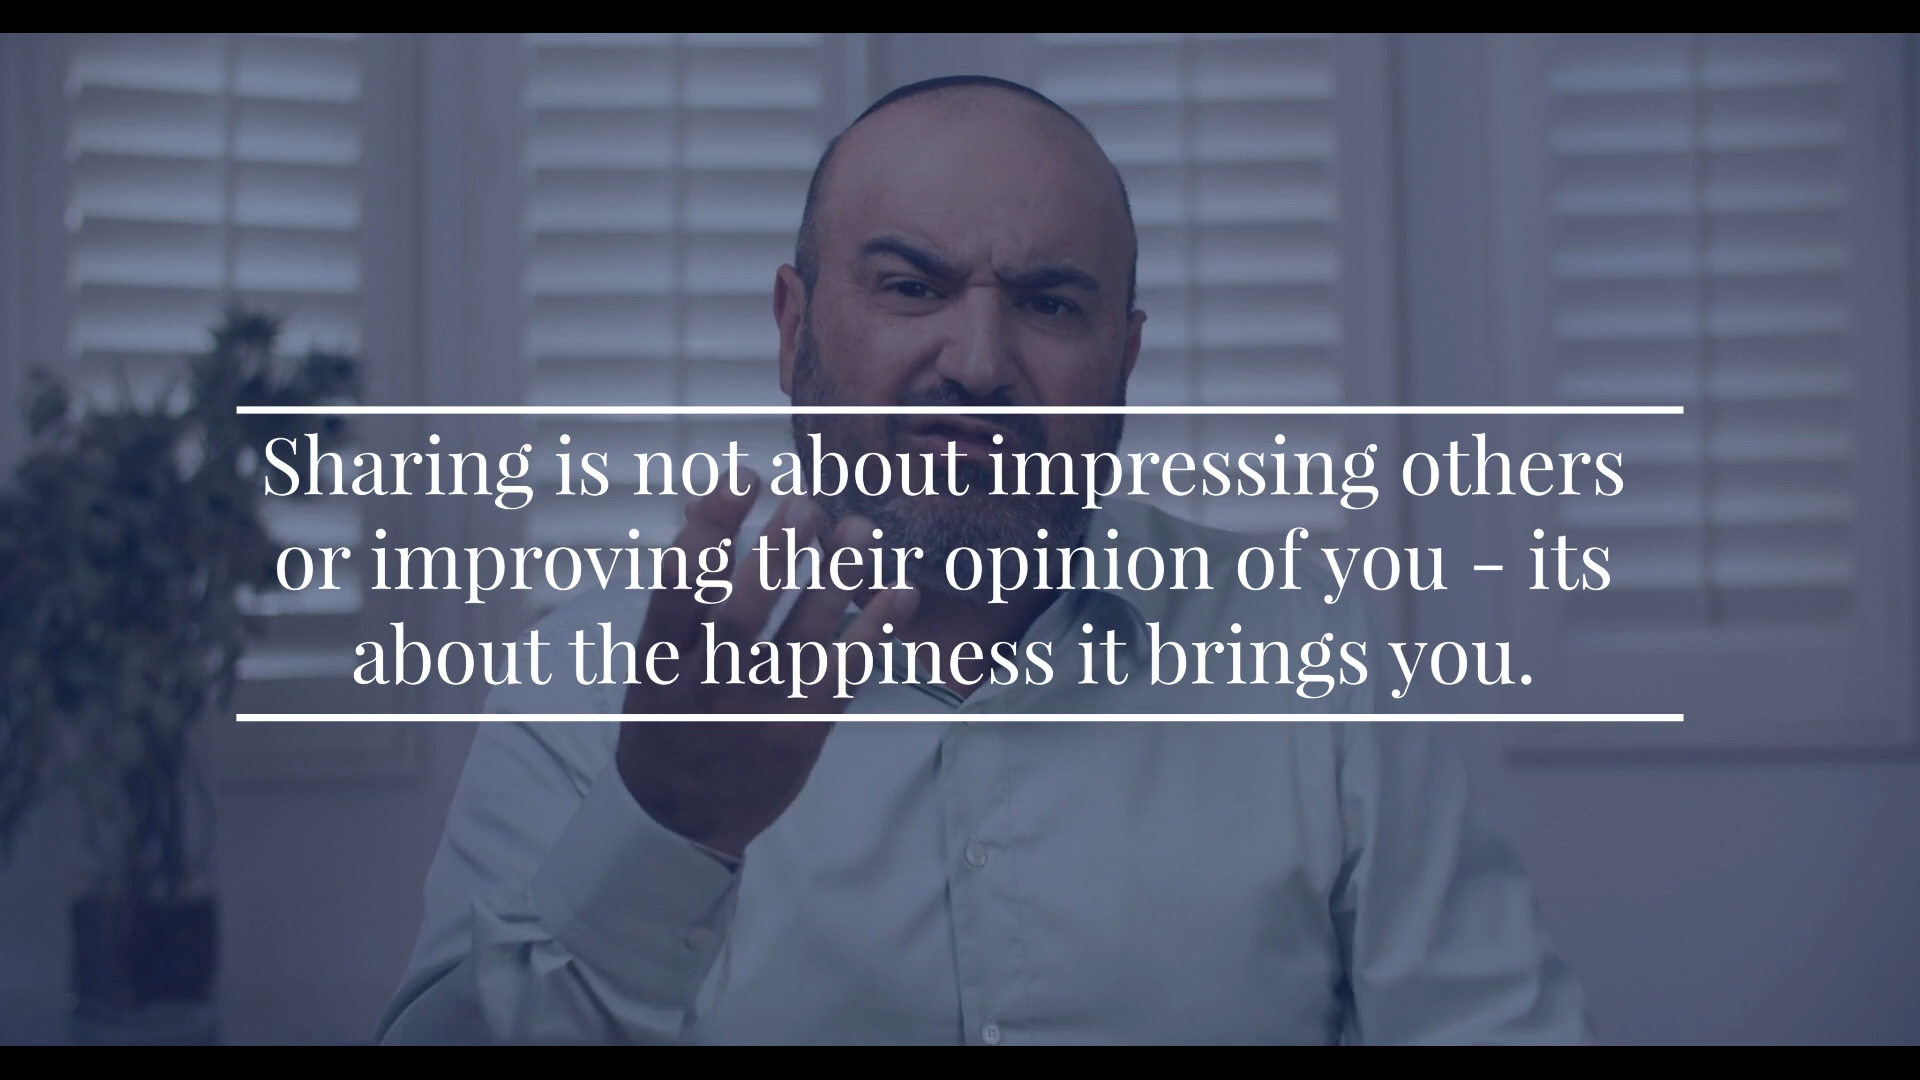 Sharing is not about impressing others
or improving their opinion of you - its
about the happiness it brings you.